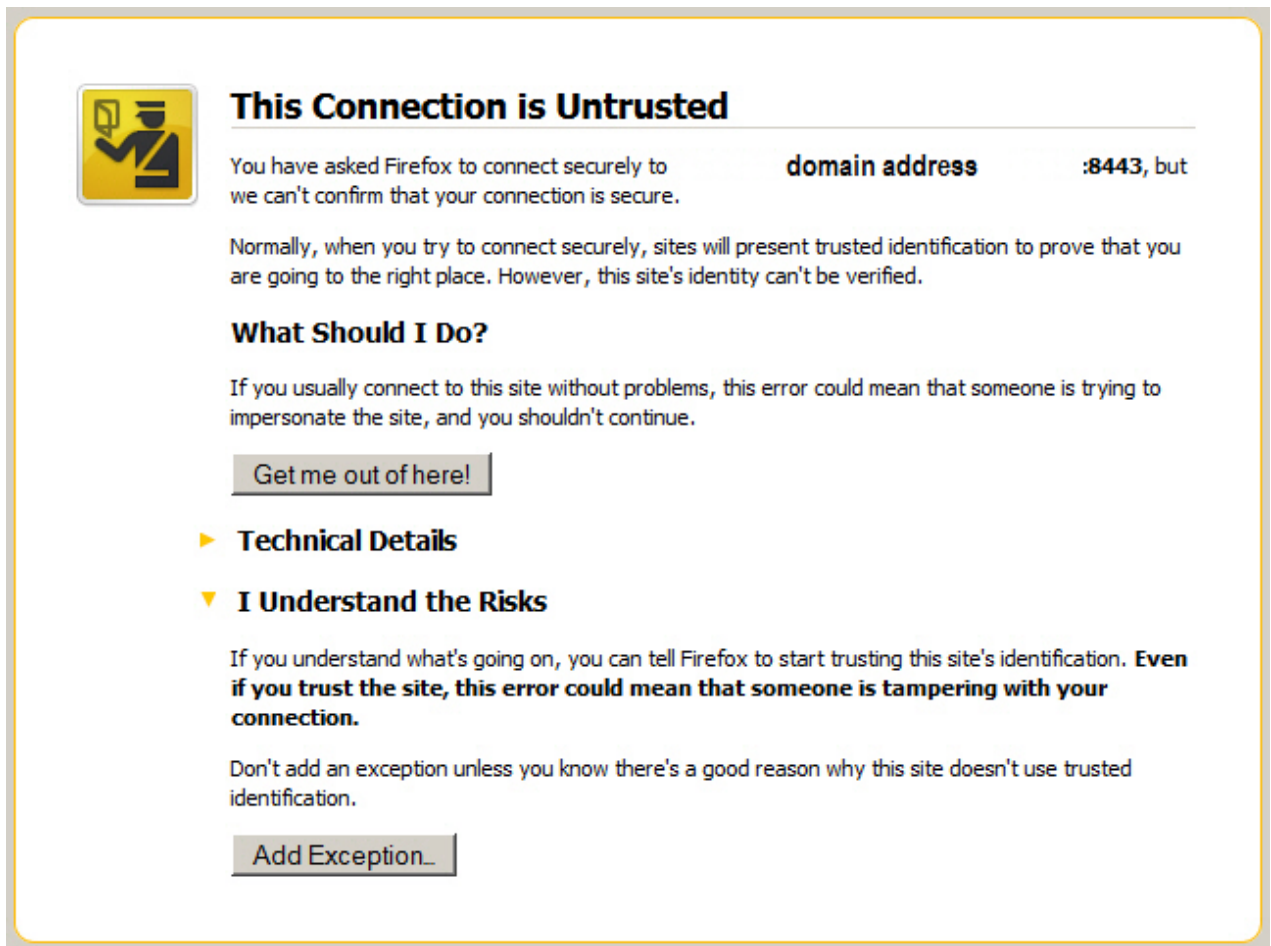 This Connection is Untrusted
You have asked Firefox to connect securely to domain address :8443, but
we can't confirm that your connection is secure.
Normally, when you try to connect securely, sites will present trusted identification to prove that you
are going to the right place. However, this site's identity can't be verified.
What Should I Do?
If you usually connect to this site without problems, this error could mean that someone is trying to
impersonate the site, and you shouldn't continue.
Get me out of here!
Technical Details
I Understand the Risks
If you understand what's going on, you can tell Firefox to start trusting this site's identification. Even
if you trust the site, this error could mean that someone is tampering with your
connection.
Don't add an exception unless you know there's a good reason why this site doesn't use trusted
identification.
Add Exception...